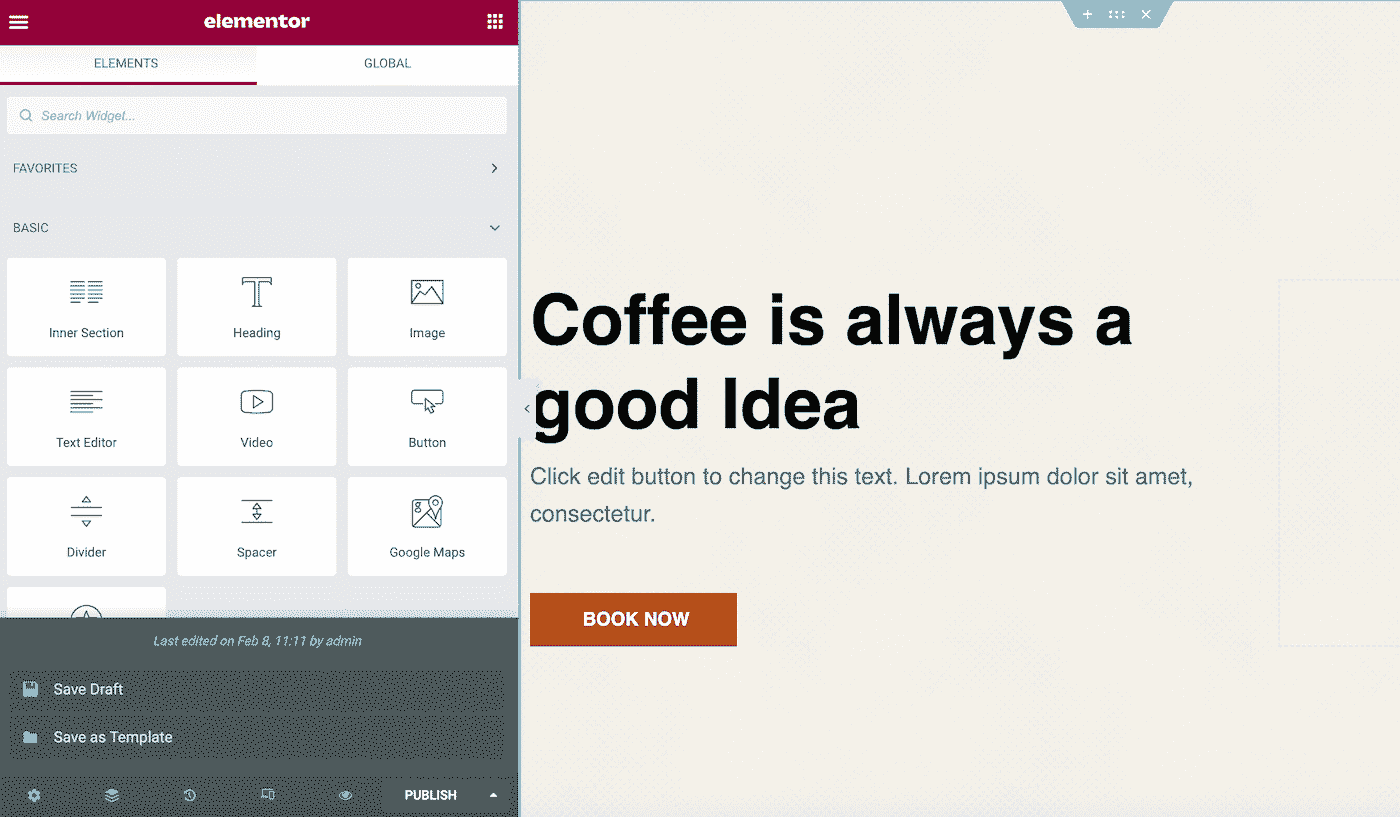 elementor
ELEMENTS
GLOBAL
Search Widget...
FAVORITES
BASIC
Inner Section
Heading
Image
Text Editor
Video
Button
Divider
Spacer
Google Maps
Last edited on Feb 8, 11:11 by admin
Save Draft
Save as Template
PUBLISH
Coffee is always a
good Idea
Click edit button to change this text. Lorem ipsum dolor sit amet,
consectetur.
BOOK NOW